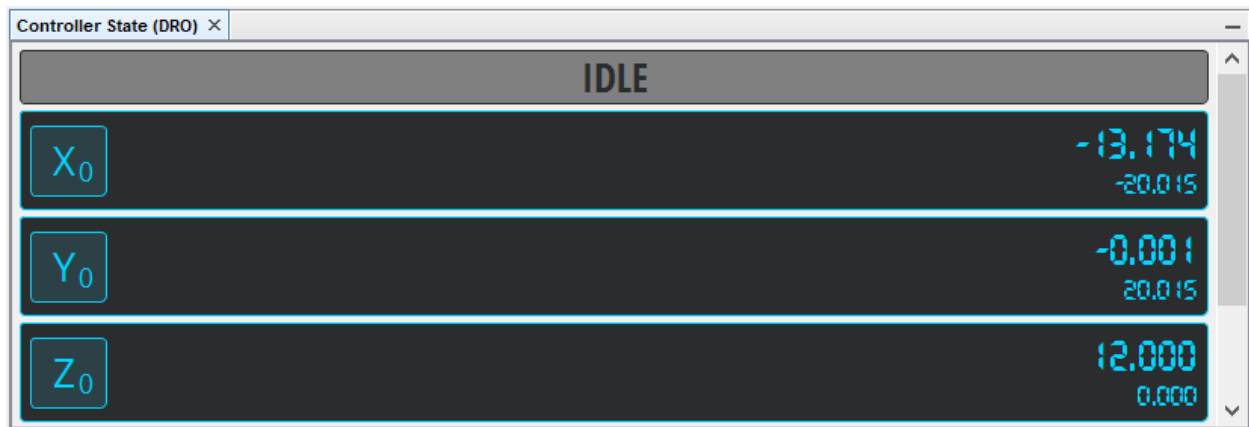 Controller State (DRO) ×
IDLE
X0 -13.174
-20.015
Y0 -0.001
20.015
Z0 12.000
0.000